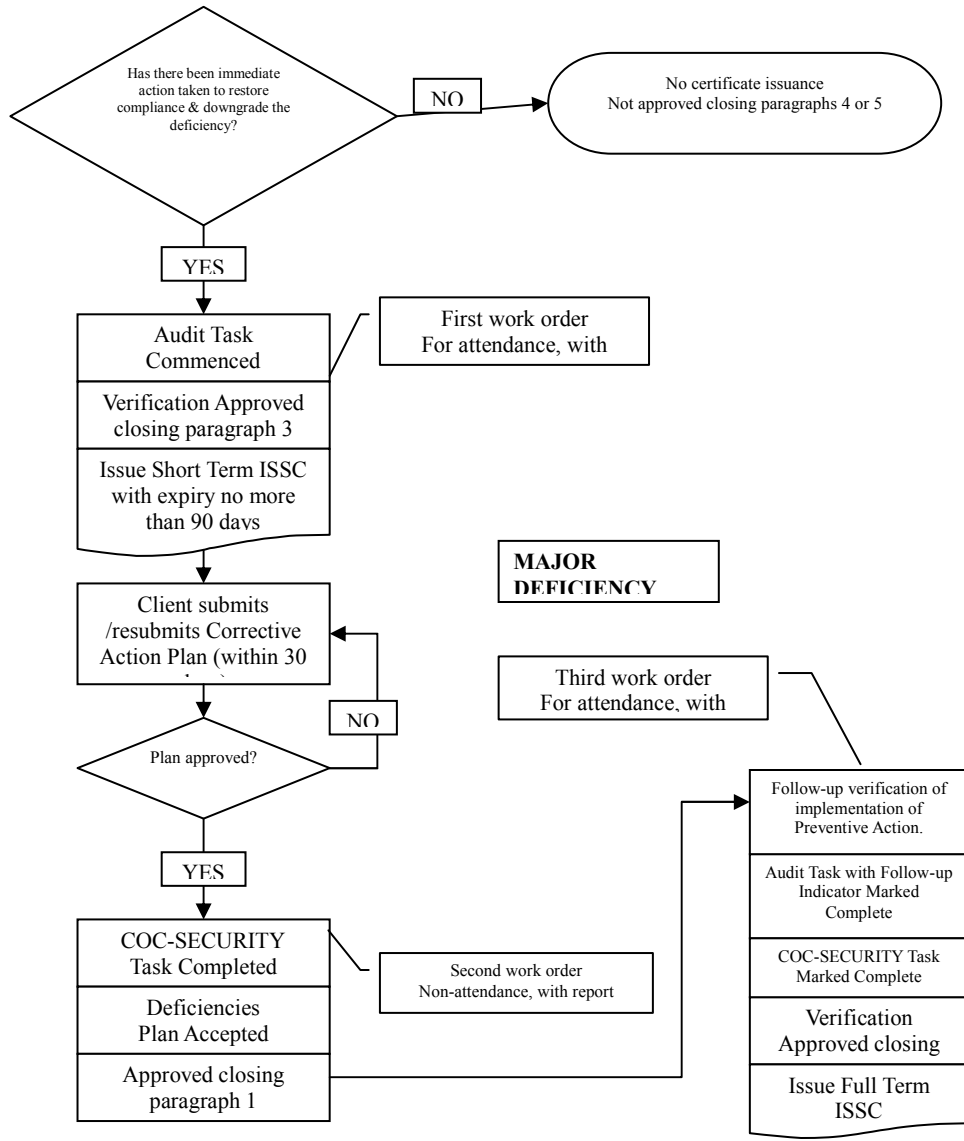 Has there been immediate
action taken to restore
compliance & downgrade the
deficiency?
NO
No certificate issuance
Not approved closing paragraphs 4 or 5
YES
Audit Task
Commenced
First work order
For attendance, with
Verification Approved
closing paragraph 3
Issue Short Term ISSC
with expiry no more
than 90 days
MAJOR
DEFICIENCY
Client submits
/resubmits Corrective
Action Plan (within 30
NO
Plan approved?
Third work order
For attendance, with
YES
COC-SECURITY
Task Completed
Second work order
Non-attendance, with report
Deficiencies
Plan Accepted
Approved closing
paragraph 1
Follow-up verification of
implementation of
Preventive Action.
Audit Task with Follow-up
Indicator Marked
Complete
COC-SECURITY Task
Marked Complete
Verification
Approved closing
Issue Full Term
ISSC